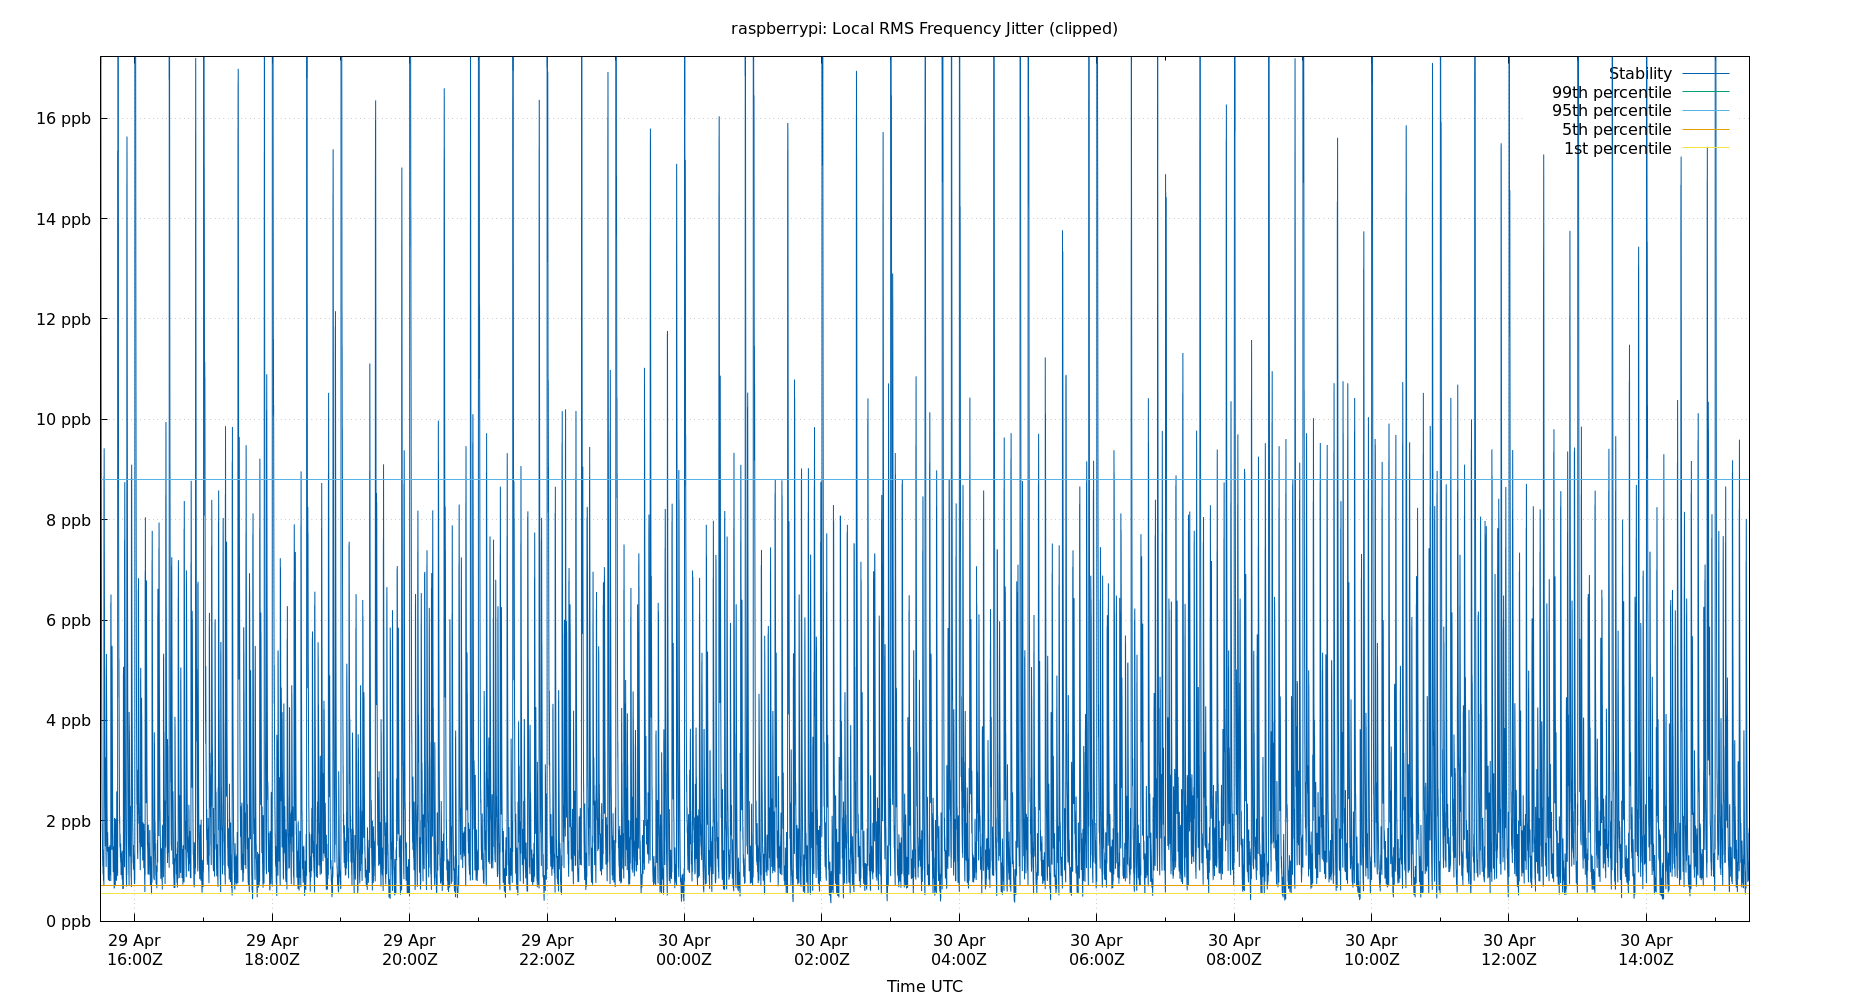 raspberrypi: Local RMS Frequency Jitter (clipped)
Stability
99th percentile
95th percentile
5th percentile
1st percentile
16 ppb
14 ppb
12 ppb
10 ppb
8 ppb
6 ppb
4 ppb
2 ppb
0 ppb
29 Apr 29 Apr 29 Apr 29 Apr 30 Apr 30 Apr 30 Apr 30 Apr 30 Apr 30 Apr 30 Apr 30 Apr
16:00Z 18:00Z 20:00Z 22:00Z 00:00Z 02:00Z 04:00Z 06:00Z 08:00Z 10:00Z 12:00Z 14:00Z
Time UTC